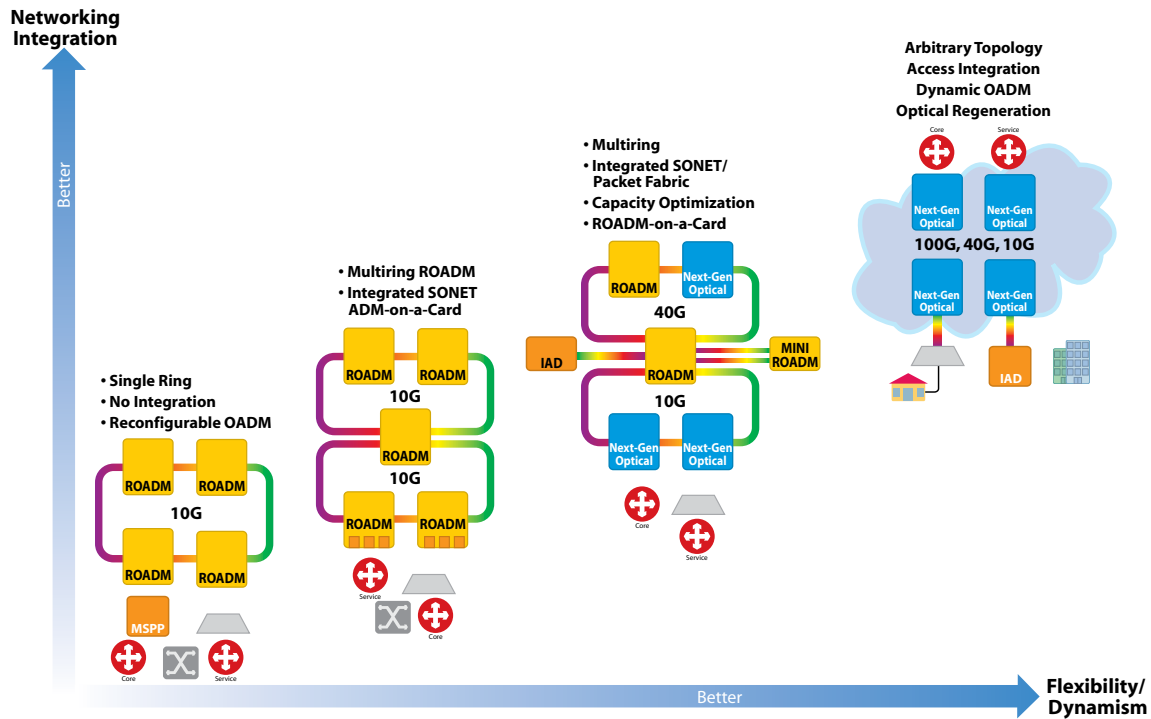 Networking
Integration
Better
• Single Ring
• No Integration
• Reconfigurable OADM
ROADM
ROADM
10G
ROADM
ROADM
MSPP
Core
Service
• Multiring ROADM
• Integrated SONET
ADM-on-a-Card
ROADM
ROADM
10G
ROADM
10G
ROADM
ROADM
Service
Core
• Multiring
• Integrated SONET/
Packet Fabric
• Capacity Optimization
• ROADM-on-a-Card
ROADM
Next-Gen
Optical
40G
IAD
ROADM
MINI
ROADM
10G
Next-Gen
Optical
Next-Gen
Optical
Core
Service
Arbitrary Topology
Access Integration
Dynamic OADM
Optical Regeneration
Core
Service
Next-Gen
Optical
Next-Gen
Optical
100G, 40G, 10G
Next-Gen
Optical
Next-Gen
Optical
IAD
Better
Flexibility/
Dynamism